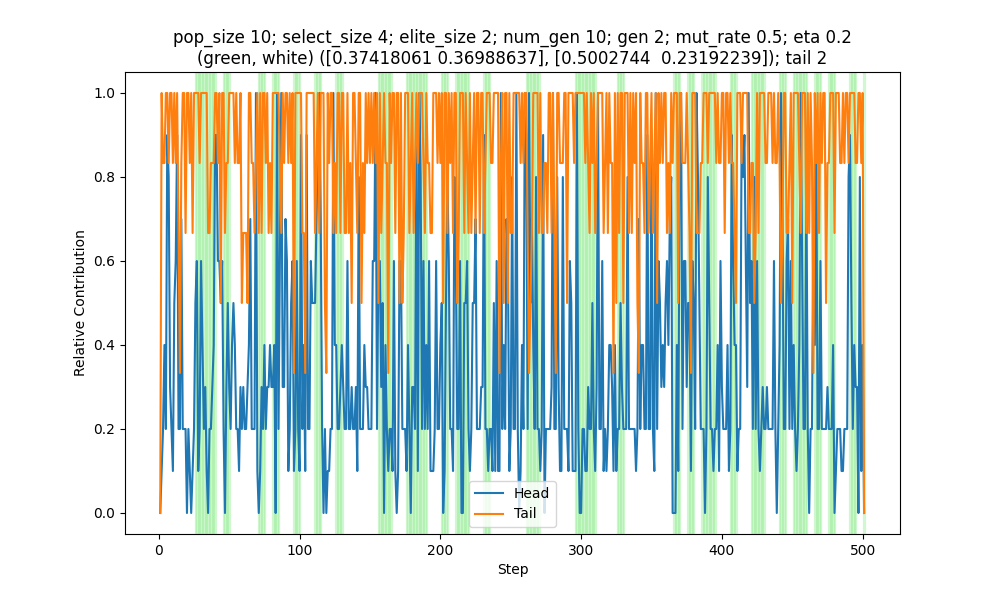 pop_size 10; select_size 4; elite_size 2; num_gen 10; gen 2; mut_rate 0.5; eta 0.2
(green, white) ([0.37418061 0.36988637], [0.5002744  0.23192239]); tail 2
1.0
0.8
0.6
0.4
0.2
0.0
Relative Contribution
Head
Tail
0
100
200
300
400
500
Step